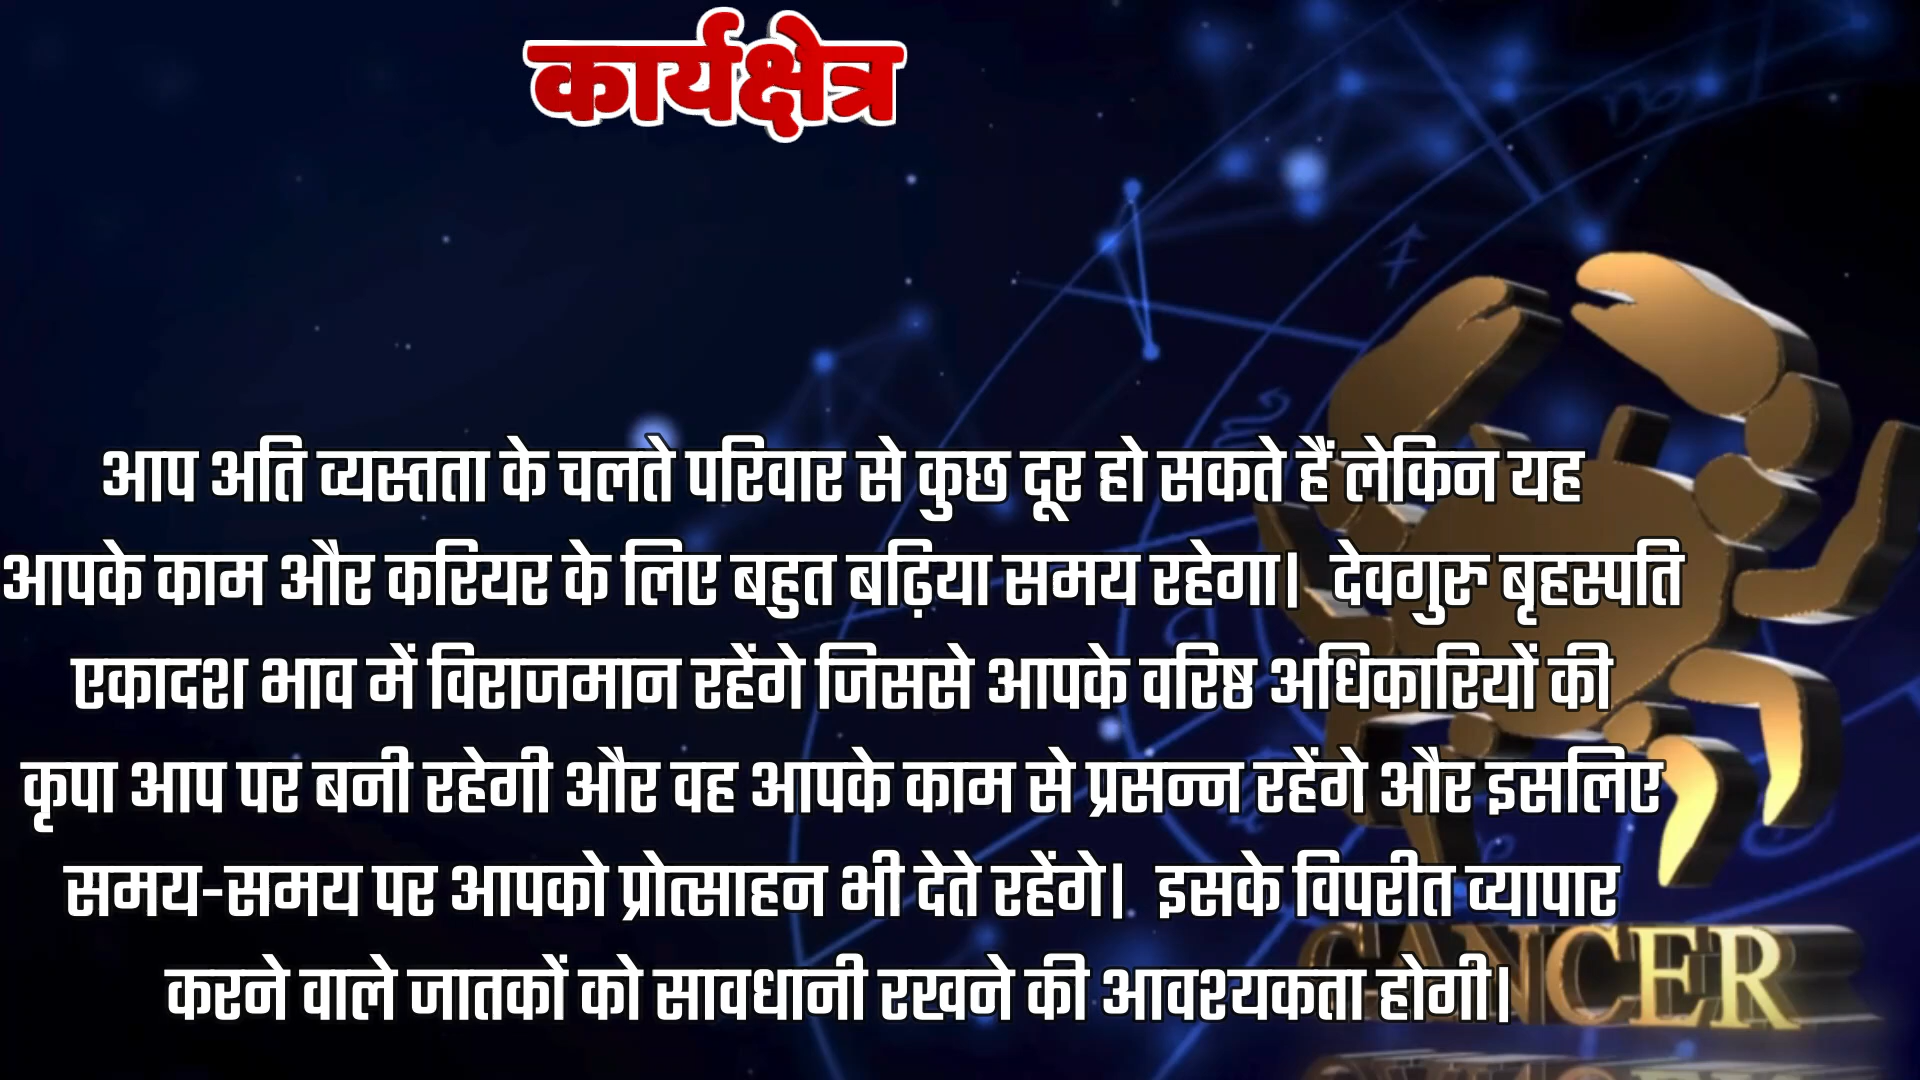 कार्यक्षेत्र
आप अति व्यस्तता के चलते परिवार से कुछ दूर हो सकते हैं लेकिन यह
आपके काम और करियर के लिए बहुत बढ़िया समय रहेगा| देवगुरु बृहस्पति
एकादश भाव में विराजमान रहेंगे जिससे आपके वरिष्ठ अधिकारियों की
कृपा आप पर बनी रहेगी और वह आपके काम से प्रसन्न रहेंगे और इसलिए
समय-समय पर आपको प्रोत्साहन भी देते रहेंगे| इसके विपरीत व्यापार
करने वाले जातकों को सावधानी रखने की आवश्यकता होगी|
CANCER